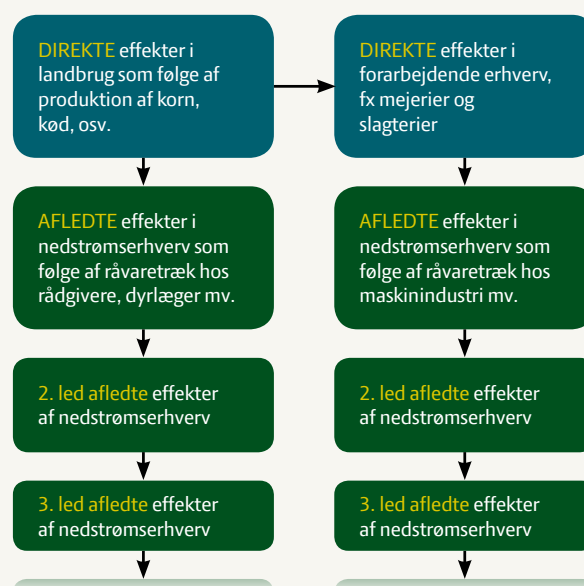 DIREKTE effekter i
landbrug som følge af
produktion af korn,
kød, osv.
DIREKTE effekter i
forarbejdende erhverv,
fx mejerier og
slagterier
AFLEDTE effekter i
nedstrømserhverv som
følge af råvaretræk hos
rådgivere, dyrlæger mv.
AFLEDTE effekter i
nedstrømserhverv som
følge af råvaretræk hos
maskinindustri mv.
2. led afledte effekter
af nedstrømserhverv
2. led afledte effekter
af nedstrømserhverv
3. led afledte effekter
af nedstrømserhverv
3. led afledte effekter
af nedstrømserhverv